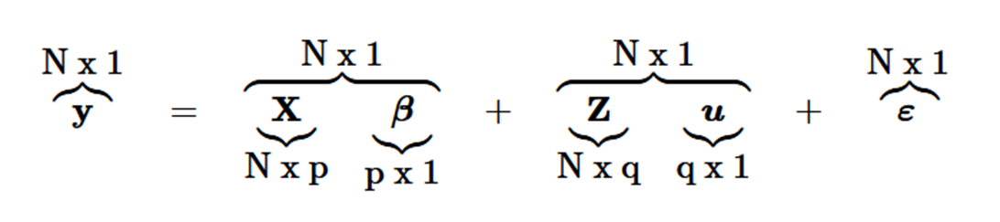 N x 1 N x 1 N x 1 N x 1
y = X β + Z u + ε
N x p p x 1 N x q q x 1